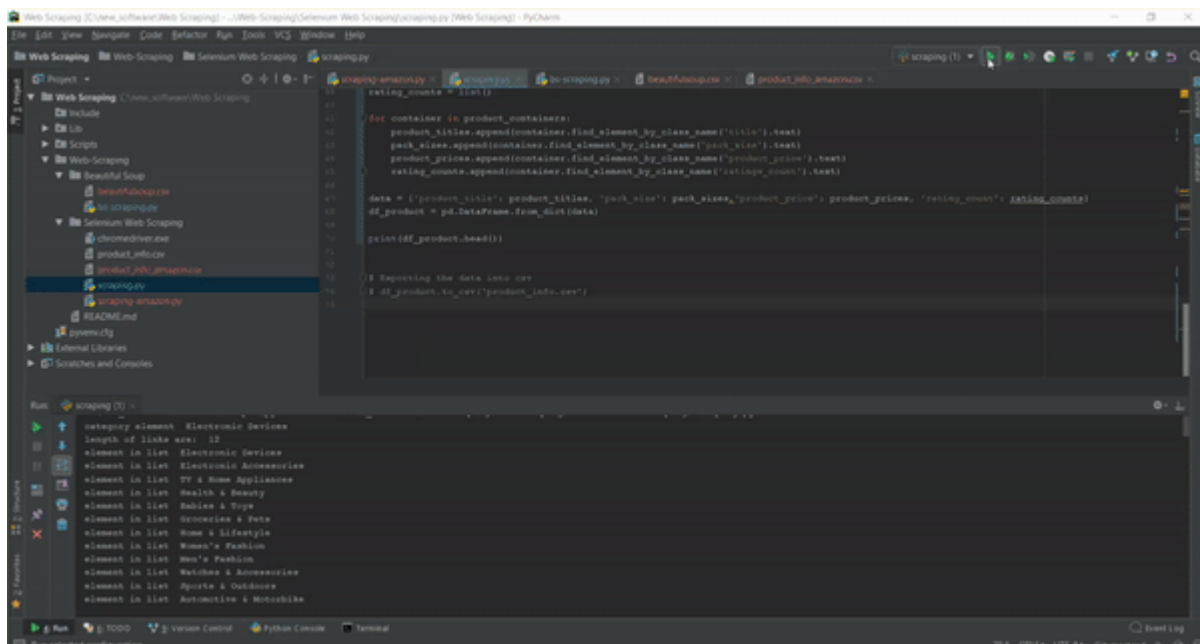 Web Scraping [C:\new_software\Web Scraping] - ...\Web-Scraping\Selenium Web Scraping\scraping.py [Web Scraping] - PyCharm
File Edit View Navigate Code Refactor Run Tools VCS Window Help
Web Scraping Web-Scraping Selenium Web Scraping scraping.py scraping (1)
Project scraping-amazon.py scraping.py bs-scraping.py beautifulsoup.csv product_info_amazon.csv
Web Scraping C:\new_software\Web Scraping
Include
Lib
Scripts
Web-Scraping
Beautiful Soup
beautifulsoup.csv
bs-scraping.py
Selenium Web Scraping
chromedriver.exe
product_info.csv
product_info_amazon.csv
scraping.py
scraping-amazon.py
README.md
pyvenv.cfg
External Libraries
Scratches and Consoles
1: Project
rating_counts = list()
for container in product_containers:
product_titles.append(container.find_element_by_class_name('title').text)
pack_sizes.append(container.find_element_by_class_name("pack_size").text)
product_prices.append(container.find_element_by_class_name("product_price").text)
rating_counts.append(container.find_element_by_class_name('ratings_count').text)
data = {'product_title': product_titles, 'pack_size': pack_sizes,"product_price": product_prices, 'rating_count': rating_counts}
df_product = pd.DataFrame.from_dict(data)
print(df_product.head())
# Exporting the data into csv
# df_product.to_csv('product_info.csv')
Run: scraping (1)
category element Electronic Devices
length of links are: 12
element in list Electronic Devices
element in list Electronic Accessories
element in list TV & Home Appliances
element in list Health & Beauty
element in list Babies & Toys
element in list Groceries & Pets
element in list Home & Lifestyle
element in list Women's Fashion
element in list Men's Fashion
element in list Watches & Accessories
element in list Sports & Outdoors
element in list Automotive & Motorbike
Structure
2: Favorites
4: Run 6: TODO 9: Version Control Python Console Terminal Event Log